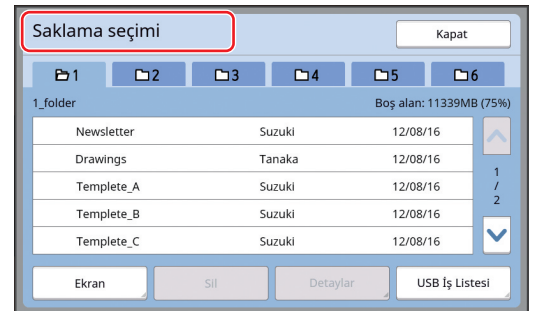 Saklama seçimi
Kapat
1 2 3 4 5 6
1_folder Boş alan: 11339MB (75%)
Newsletter Suzuki 12/08/16
Drawings Tanaka 12/08/16
Templete_A Suzuki 12/08/16
Templete_B Suzuki 12/08/16
Templete_C Suzuki 12/08/16
1
/
2
Ekran Sil Detaylar USB İş Listesi